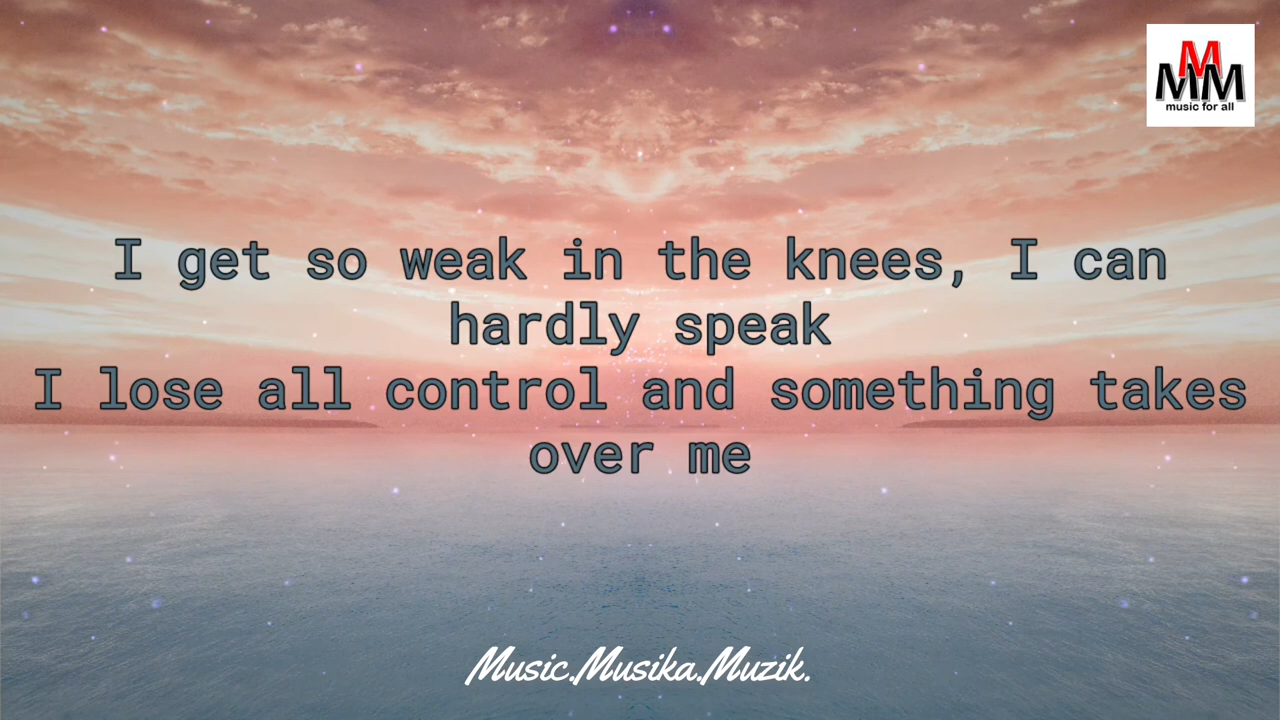 MMM
music for all
I get so weak in the knees, I can
hardly speak
I lose all control and something takes
over me
Music.Musika.Muzik.